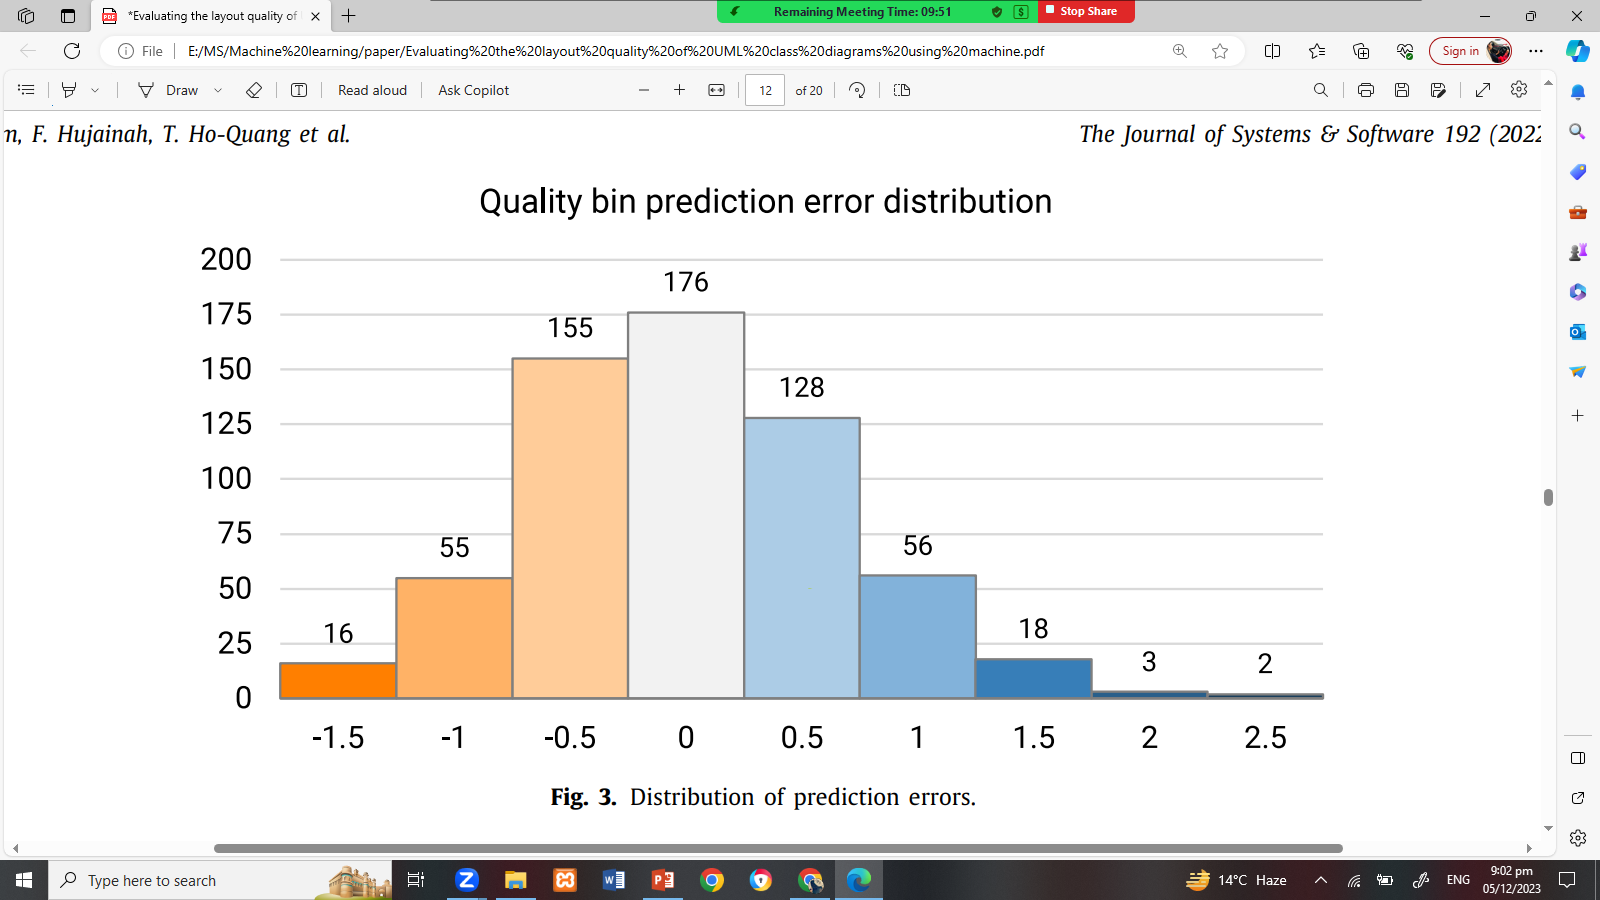 *Evaluating the layout quality of
Remaining Meeting Time: 09:51
Stop Share
File
E:/MS/Machine%20learning/paper/Evaluating%20the%20layout%20quality%20of%20UML%20class%20diagrams%20using%20machine.pdf
Sign in
Draw
Read aloud
Ask Copilot
12
of 20
F. Hujainah, T. Ho-Quang et al.
The Journal of Systems & Software 192 (2022
Quality bin prediction error distribution
200
175
150
125
100
75
50
25
0
16
55
155
176
128
56
18
3
2
-1.5
-1
-0.5
0
0.5
1
1.5
2
2.5
Fig. 3. Distribution of prediction errors.
Type here to search
14°C Haze
ENG
9:02 pm
05/12/2023